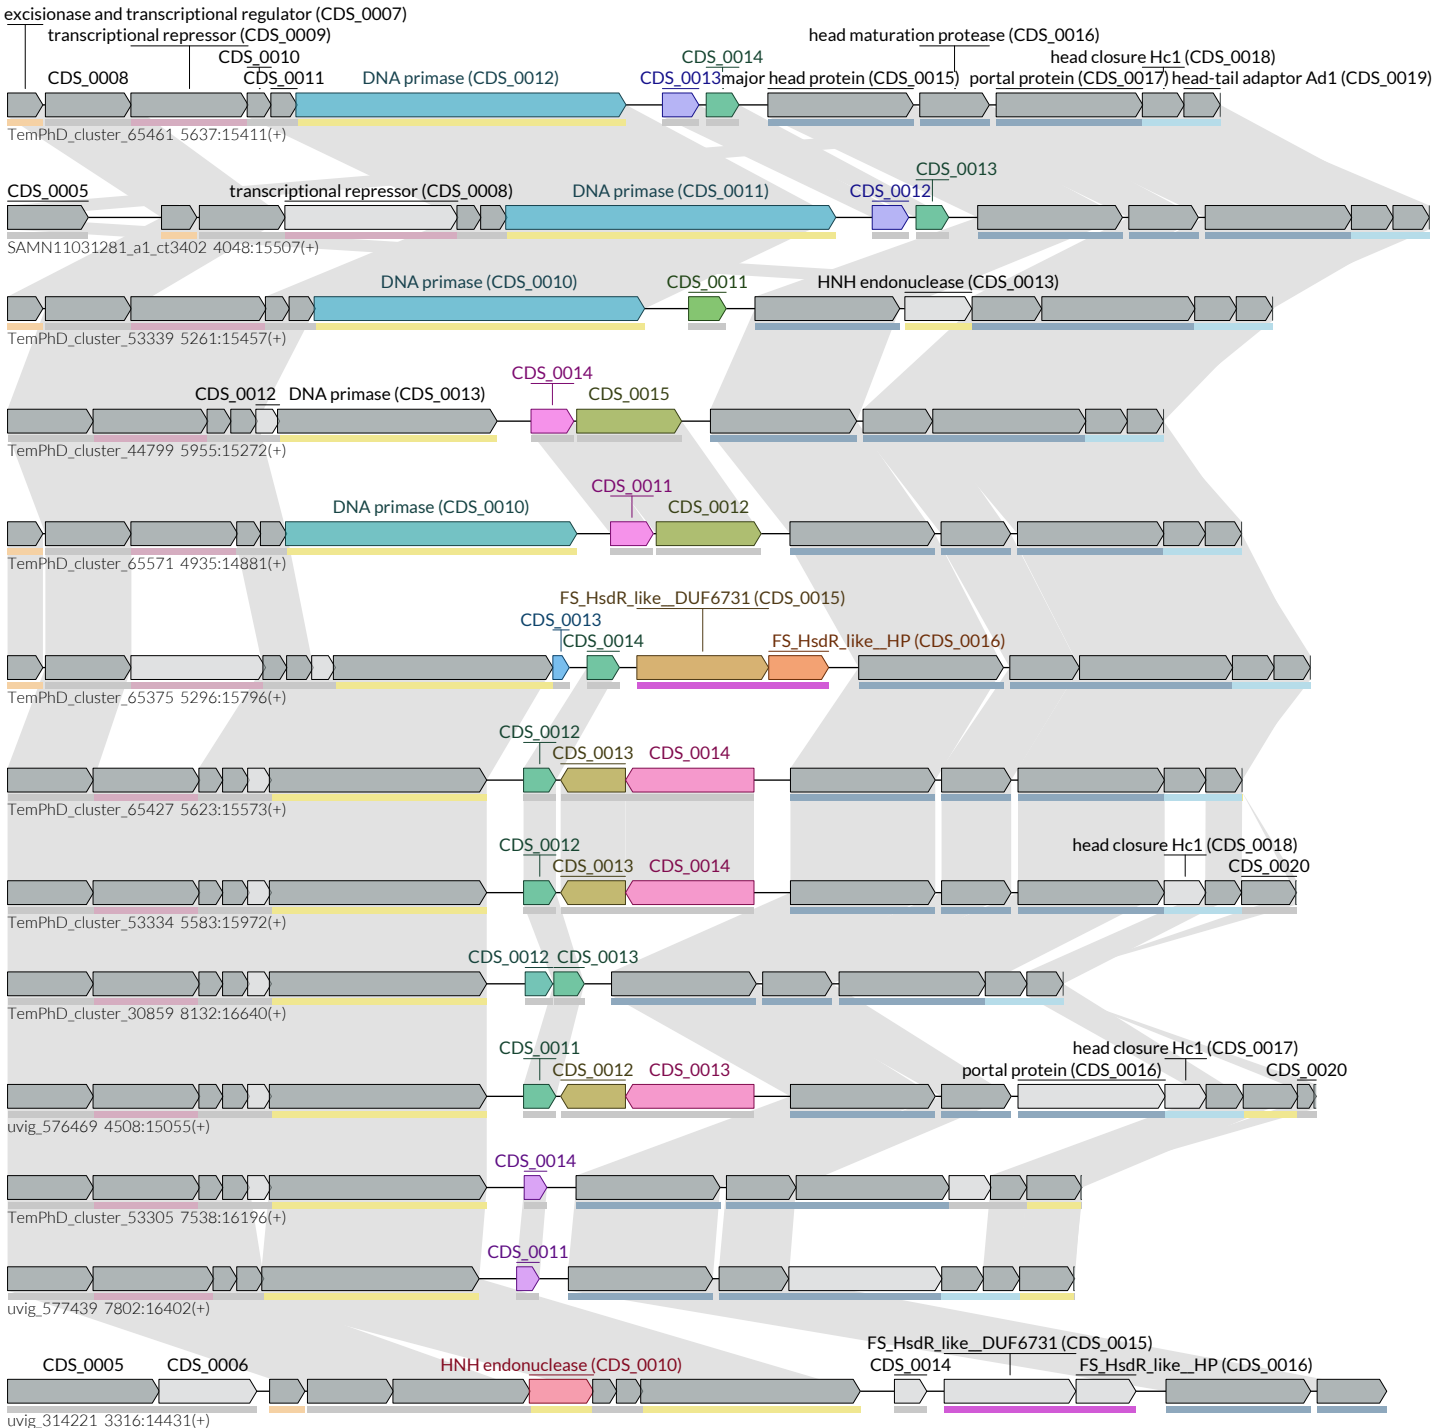 excisionase and transcriptional regulator (CDS_0007)
transcriptional repressor (CDS_0009) head maturation protease (CDS_0016)
CDS_0010 CDS_0014 head closure Hc1 (CDS_0018)
CDS_0008 CDS_0011 DNA primase (CDS_0012) CDS_0013 major head protein (CDS_0015) portal protein (CDS_0017) head-tail adaptor Ad1 (CDS_0019)
TemPhD_cluster_65461 5637:15411(+)
CDS_0013
CDS_0005 transcriptional repressor (CDS_0008) DNA primase (CDS_0011) CDS_0012
SAMN11031281_a1_ct3402 4048:15507(+)
DNA primase (CDS_0010) CDS_0011 HNH endonuclease (CDS_0013)
TemPhD_cluster_53339 5261:15457(+)
CDS_0014
CDS_0012 DNA primase (CDS_0013) CDS_0015
TemPhD_cluster_44799 5955:15272(+)
CDS_0011
DNA primase (CDS_0010) CDS_0012
TemPhD_cluster_65571 4935:14881(+)
FS_HsdR_like__DUF6731 (CDS_0015)
CDS_0013
CDS_0014 FS_HsdR_like__HP (CDS_0016)
TemPhD_cluster_65375 5296:15796(+)
CDS_0012
CDS_0013 CDS_0014
TemPhD_cluster_65427 5623:15573(+)
CDS_0012 head closure Hc1 (CDS_0018)
CDS_0013 CDS_0014 CDS_0020
TemPhD_cluster_53334 5583:15972(+)
CDS_0012 CDS_0013
TemPhD_cluster_30859 8132:16640(+)
CDS_0011 head closure Hc1 (CDS_0017)
CDS_0012 CDS_0013 portal protein (CDS_0016) CDS_0020
uvig_576469 4508:15055(+)
CDS_0014
TemPhD_cluster_53305 7538:16196(+)
CDS_0011
uvig_577439 7802:16402(+)
FS_HsdR_like__DUF6731 (CDS_0015)
CDS_0005 CDS_0006 HNH endonuclease (CDS_0010) CDS_0014 FS_HsdR_like__HP (CDS_0016)
uvig_314221 3316:14431(+)